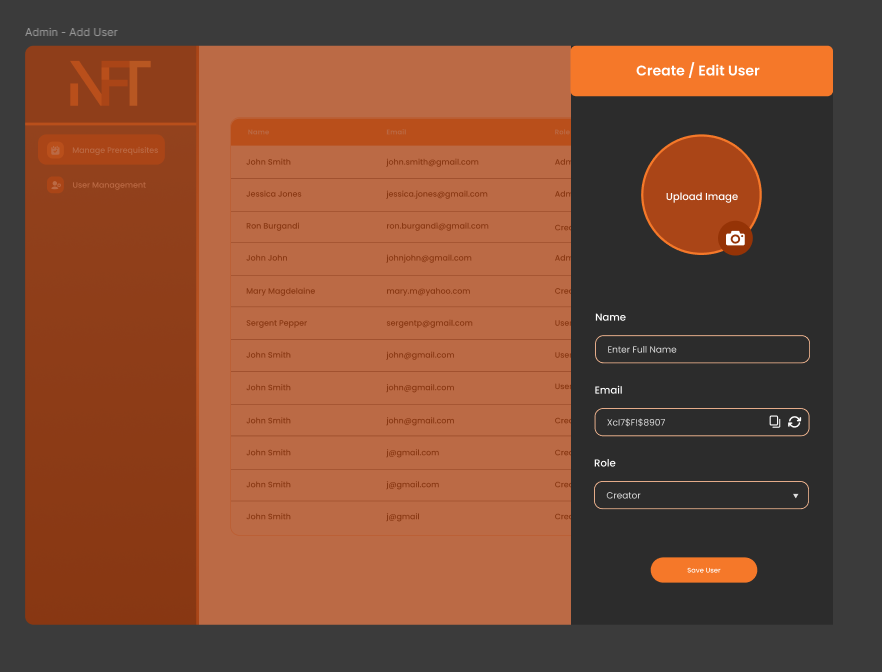 Admin - Add User
NFT
Manage Prerequisites
User Management
Name Email Role
John Smith john.smith@gmail.com Adm
Jessica Jones jessica.jones@gmail.com Adm
Ron Burgandi ron.burgandi@gmail.com Crea
John John johnjohn@gmail.com Adm
Mary Magdelaine mary.m@yahoo.com Crea
Sergent Pepper sergentp@gmail.com User
John Smith john@gmail.com User
John Smith john@gmail.com User
John Smith john@gmail.com Crea
John Smith j@gmail.com Crea
John Smith j@gmail.com Crea
John Smith j@gmail Crea
Create / Edit User
Upload Image
Name
Enter Full Name
Email
Xcl7$F!$8907
Role
Creator
Save User